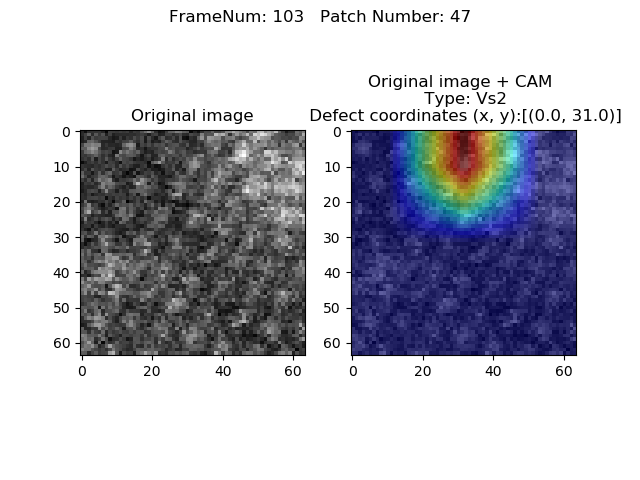 FrameNum: 103   Patch Number: 47
Original image
0
10
20
30
40
50
60
0 20 40 60
Original image + CAM
Type: Vs2
Defect coordinates (x, y):[(0.0, 31.0)]
0
10
20
30
40
50
60
0 20 40 60